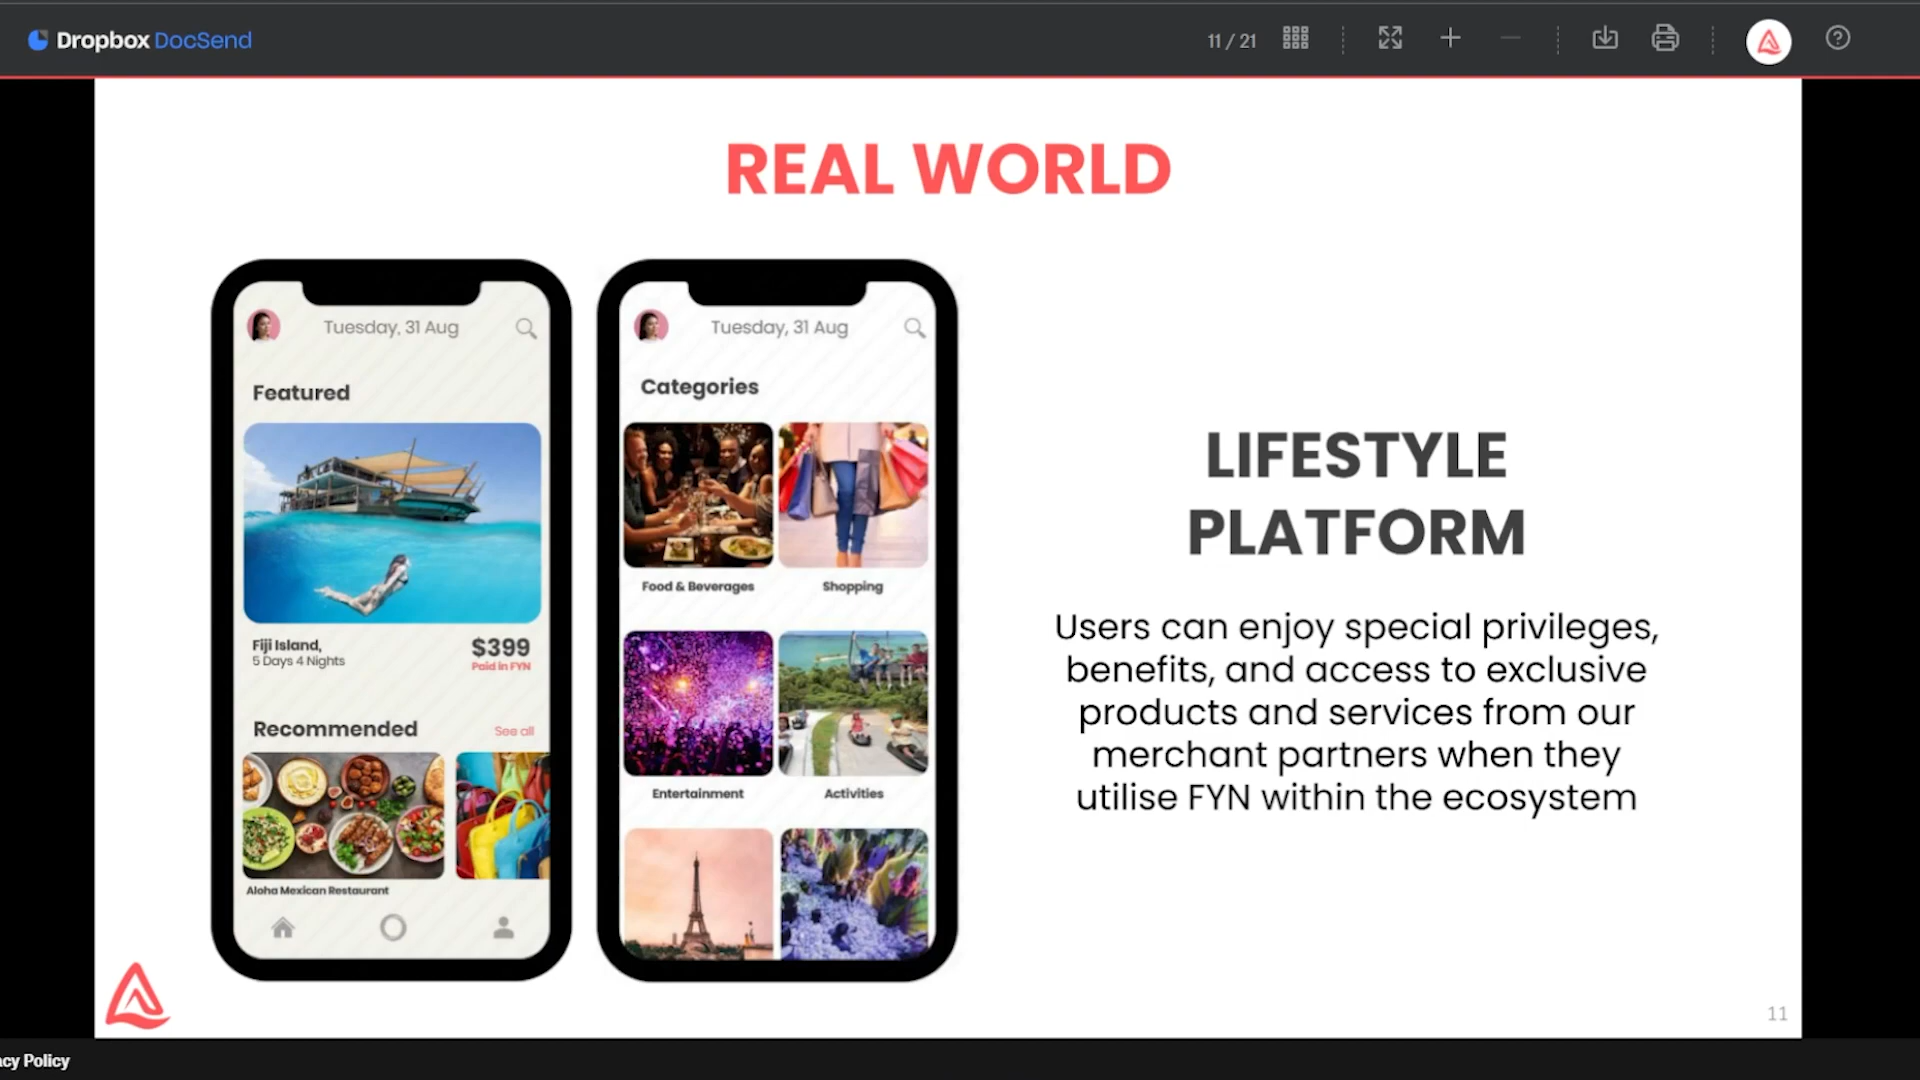 Dropbox DocSend
11 / 21
REAL WORLD
Tuesday, 31 Aug
Featured
Fiji Island,
5 Days 4 Nights
$399
Paid in FYN
Recommended
See all
Aloha Mexican Restaurant
Tuesday, 31 Aug
Categories
Food & Beverages
Shopping
Entertainment
Activities
LIFESTYLE
PLATFORM
Users can enjoy special privileges,
benefits, and access to exclusive
products and services from our
merchant partners when they
utilise FYN within the ecosystem
11
acy Policy